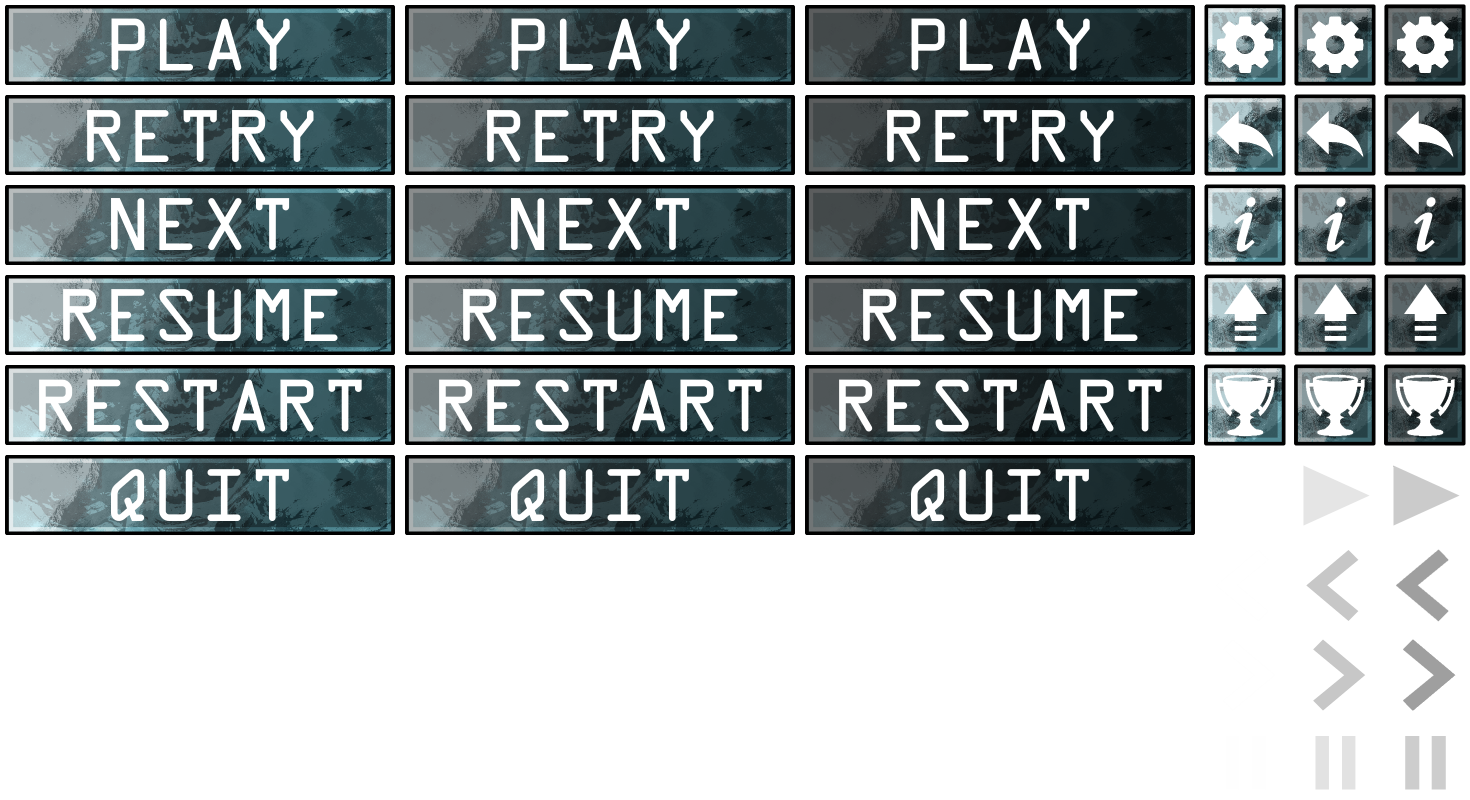 PLAY PLAY PLAY
RETRY RETRY RETRY
NEXT NEXT NEXT i i i
RESUME RESUME RESUME
RESTART RESTART RESTART
QUIT QUIT QUIT